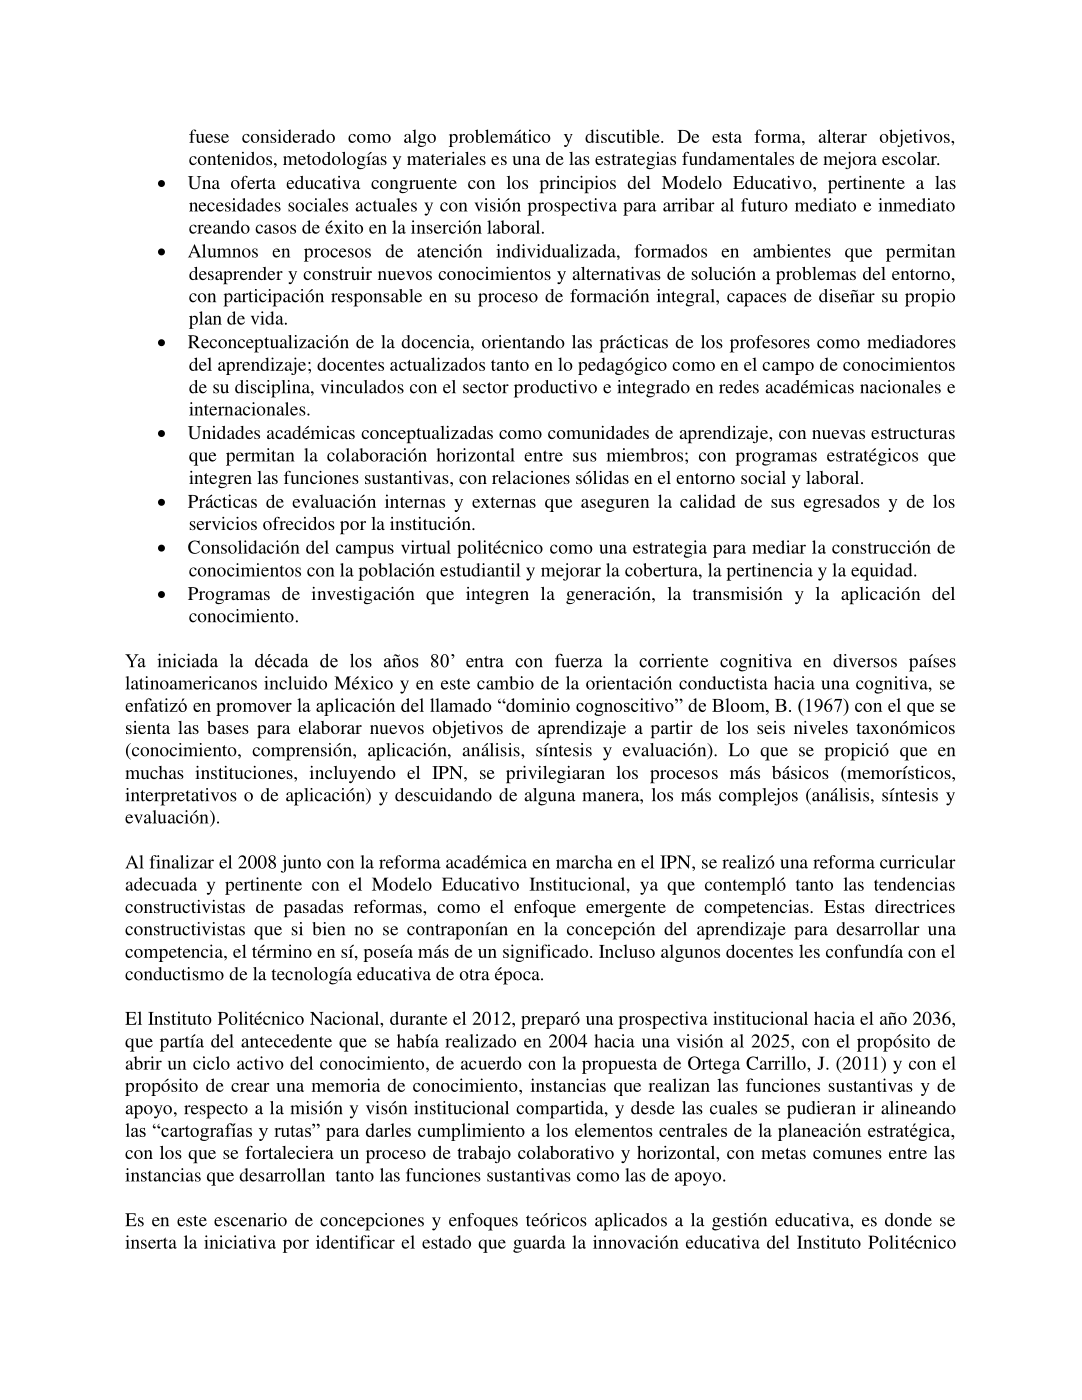 fuese considerado como algo problemático y discutible. De esta forma, alterar objetivos,
contenidos, metodologías y materiales es una de las estrategias fundamentales de mejora escolar.
• Una oferta educativa congruente con los principios del Modelo Educativo, pertinente a las
necesidades sociales actuales y con visión prospectiva para arribar al futuro mediato e inmediato
creando casos de éxito en la inserción laboral.
• Alumnos en procesos de atención individualizada, formados en ambientes que permitan
desaprender y construir nuevos conocimientos y alternativas de solución a problemas del entorno,
con participación responsable en su proceso de formación integral, capaces de diseñar su propio
plan de vida.
• Reconceptualización de la docencia, orientando las prácticas de los profesores como mediadores
del aprendizaje; docentes actualizados tanto en lo pedagógico como en el campo de conocimientos
de su disciplina, vinculados con el sector productivo e integrado en redes académicas nacionales e
internacionales.
• Unidades académicas conceptualizadas como comunidades de aprendizaje, con nuevas estructuras
que permitan la colaboración horizontal entre sus miembros; con programas estratégicos que
integren las funciones sustantivas, con relaciones sólidas en el entorno social y laboral.
• Prácticas de evaluación internas y externas que aseguren la calidad de sus egresados y de los
servicios ofrecidos por la institución.
• Consolidación del campus virtual politécnico como una estrategia para mediar la construcción de
conocimientos con la población estudiantil y mejorar la cobertura, la pertinencia y la equidad.
• Programas de investigación que integren la generación, la transmisión y la aplicación del
conocimiento.
Ya iniciada la década de los años 80’ entra con fuerza la corriente cognitiva en diversos países
latinoamericanos incluido México y en este cambio de la orientación conductista hacia una cognitiva, se
enfatizó en promover la aplicación del llamado “dominio cognoscitivo” de Bloom, B. (1967) con el que se
sienta las bases para elaborar nuevos objetivos de aprendizaje a partir de los seis niveles taxonómicos
(conocimiento, comprensión, aplicación, análisis, síntesis y evaluación). Lo que se propició que en
muchas instituciones, incluyendo el IPN, se privilegiaran los procesos más básicos (memorísticos,
interpretativos o de aplicación) y descuidando de alguna manera, los más complejos (análisis, síntesis y
evaluación).
Al finalizar el 2008 junto con la reforma académica en marcha en el IPN, se realizó una reforma curricular
adecuada y pertinente con el Modelo Educativo Institucional, ya que contempló tanto las tendencias
constructivistas de pasadas reformas, como el enfoque emergente de competencias. Estas directrices
constructivistas que si bien no se contraponían en la concepción del aprendizaje para desarrollar una
competencia, el término en sí, poseía más de un significado. Incluso algunos docentes les confundía con el
conductismo de la tecnología educativa de otra época.
El Instituto Politécnico Nacional, durante el 2012, preparó una prospectiva institucional hacia el año 2036,
que partía del antecedente que se había realizado en 2004 hacia una visión al 2025, con el propósito de
abrir un ciclo activo del conocimiento, de acuerdo con la propuesta de Ortega Carrillo, J. (2011) y con el
propósito de crear una memoria de conocimiento, instancias que realizan las funciones sustantivas y de
apoyo, respecto a la misión y visón institucional compartida, y desde las cuales se pudieran ir alineando
las “cartografías y rutas” para darles cumplimiento a los elementos centrales de la planeación estratégica,
con los que se fortaleciera un proceso de trabajo colaborativo y horizontal, con metas comunes entre las
instancias que desarrollan tanto las funciones sustantivas como las de apoyo.
Es en este escenario de concepciones y enfoques teóricos aplicados a la gestión educativa, es donde se
inserta la iniciativa por identificar el estado que guarda la innovación educativa del Instituto Politécnico